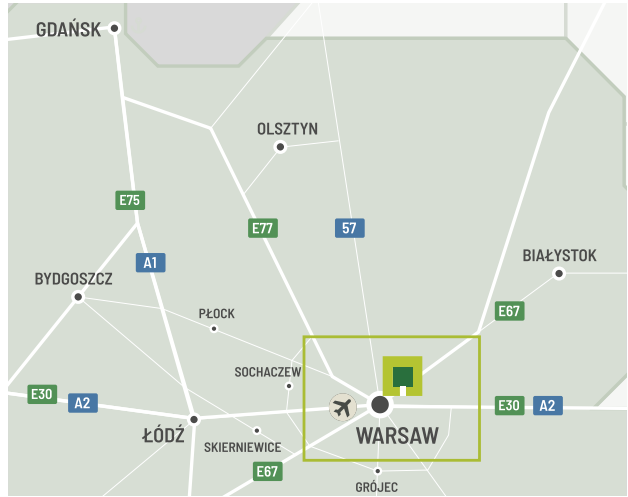 GDAŃSK
OLSZTYN
E75
E77
57
A1
BIAŁYSTOK
BYDGOSZCZ
PŁOCK
E67
SOCHACZEW
E30
A2
E30
A2
ŁÓDŹ
WARSAW
SKIERNIEWICE
E67
GRÓJEC